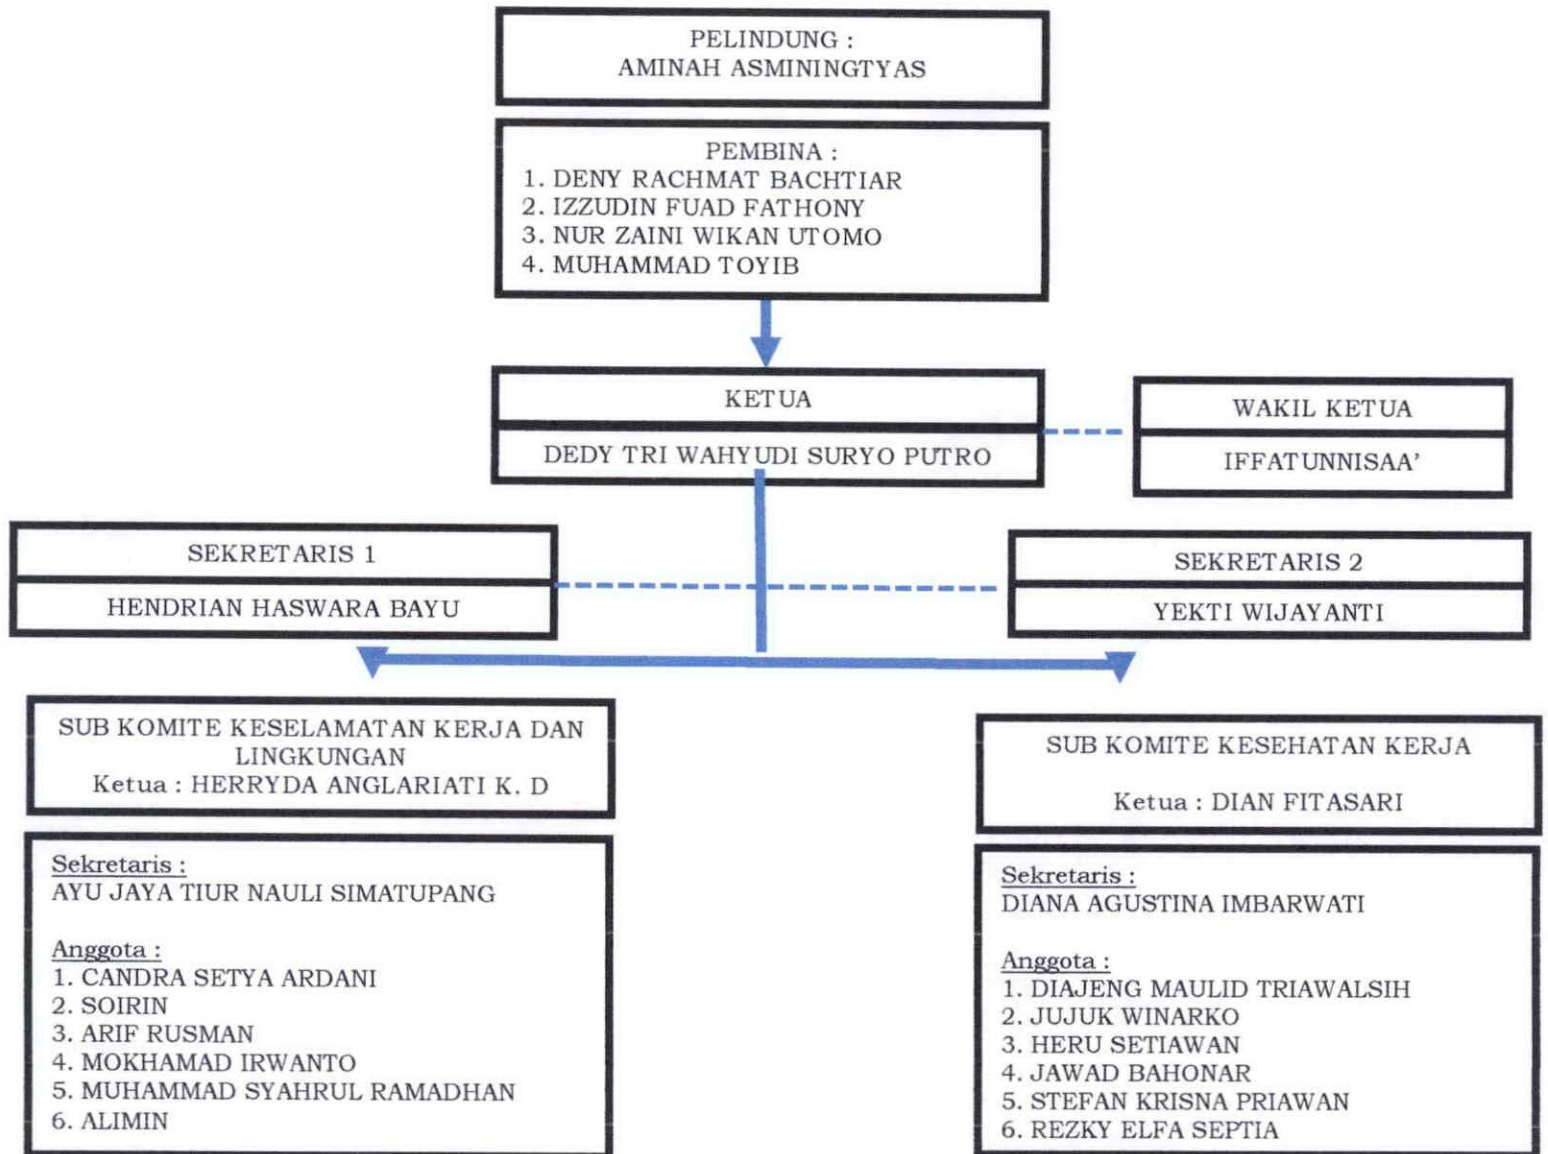 PELINDUNG :
AMINAH ASMININGTYAS
PEMBINA :
1. DENY RACHMAT BACHTIAR
2. IZZUDIN FUAD FATHONY
3. NUR ZAINI WIKAN UTOMO
4. MUHAMMAD TOYIB
KETUA
DEDY TRI WAHYUDI SURYO PUTRO
WAKIL KETUA
IFFATUNNISAA’
SEKRETARIS 1
HENDRIAN HASWARA BAYU
SEKRETARIS 2
YEKTI WIJAYANTI
SUB KOMITE KESELAMATAN KERJA DAN
LINGKUNGAN
Ketua : HERRYDA ANGLARIATI K. D
Sekretaris :
AYU JAYA TIUR NAULI SIMATUPANG
Anggota :
1. CANDRA SETYA ARDANI
2. SOIRIN
3. ARIF RUSMAN
4. MOKHAMAD IRWANTO
5. MUHAMMAD SYAHRUL RAMADHAN
6. ALIMIN
SUB KOMITE KESEHATAN KERJA
Ketua : DIAN FITASARI
Sekretaris :
DIANA AGUSTINA IMBARWATI
Anggota :
1. DIAJENG MAULID TRIAWALSIH
2. JUJUK WINARKO
3. HERU SETIAWAN
4. JAWAD BAHONAR
5. STEFAN KRISNA PRIAWAN
6. REZKY ELFA SEPTIA